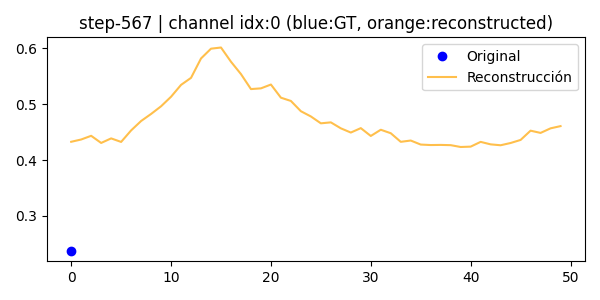 step-567 | channel idx:0 (blue:GT, orange:reconstructed)
Original
Reconstrucción
0.6
0.5
0.4
0.3
0 10 20 30 40 50